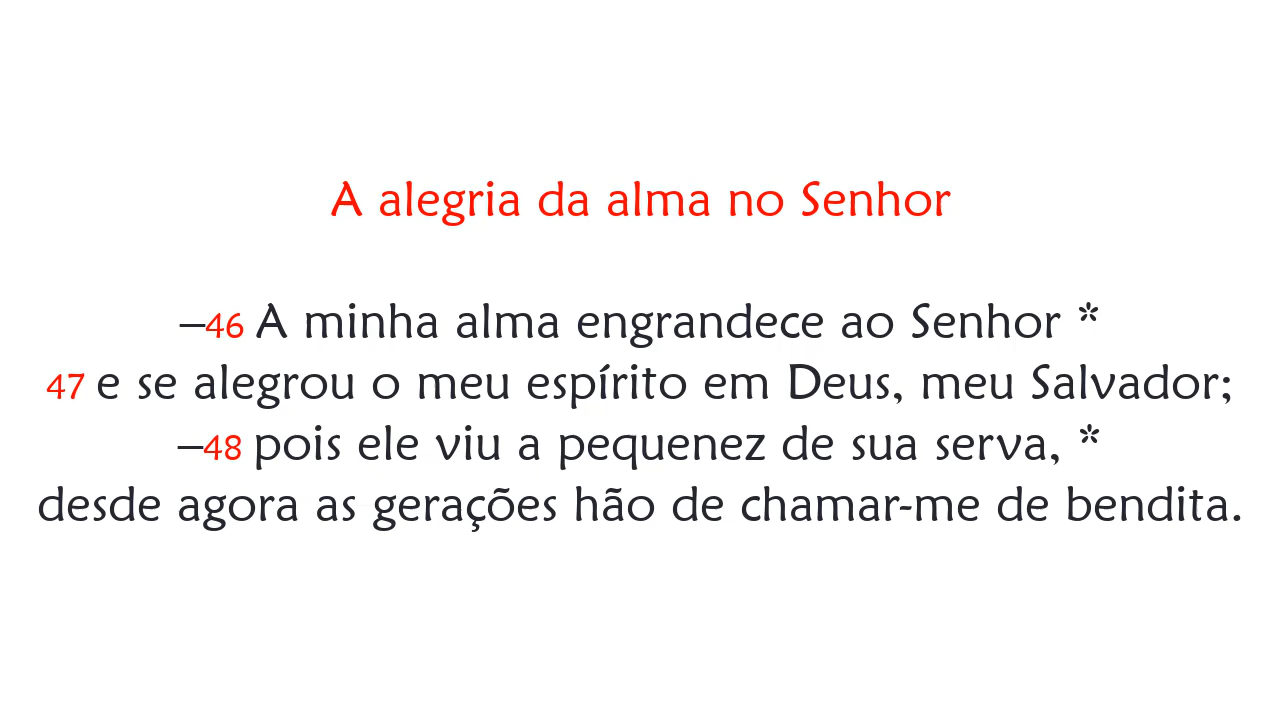 A alegria da alma no Senhor
–46 A minha alma engrandece ao Senhor *
47 e se alegrou o meu espírito em Deus, meu Salvador;
–48 pois ele viu a pequenez de sua serva, *
desde agora as gerações hão de chamar-me de bendita.